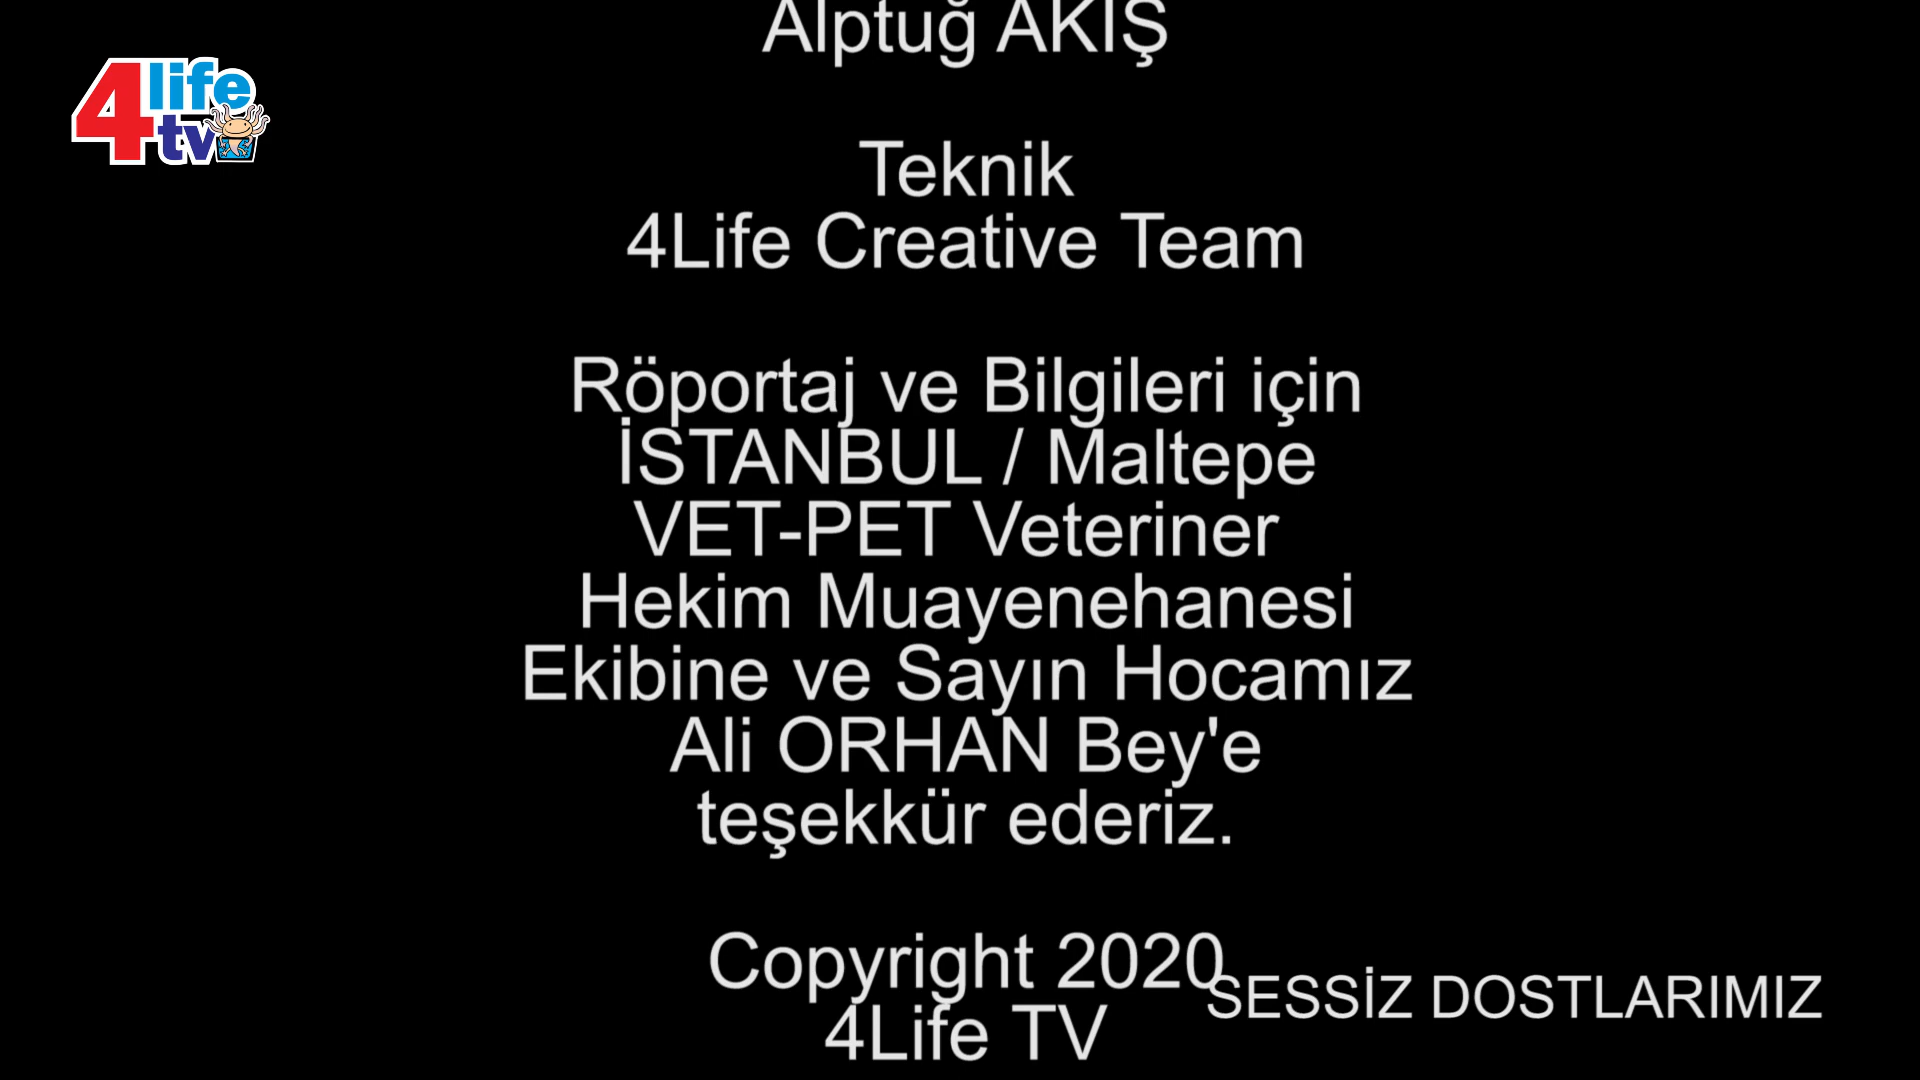 4life
tv
Alptuğ AKIŞ
Teknik
4Life Creative Team
Röportaj ve Bilgileri için
İSTANBUL / Maltepe
VET-PET Veteriner
Hekim Muayenehanesi
Ekibine ve Sayın Hocamız
Ali ORHAN Bey'e
teşekkür ederiz.
Copyright 2020
4Life TV
SESSİZ DOSTLARIMIZ